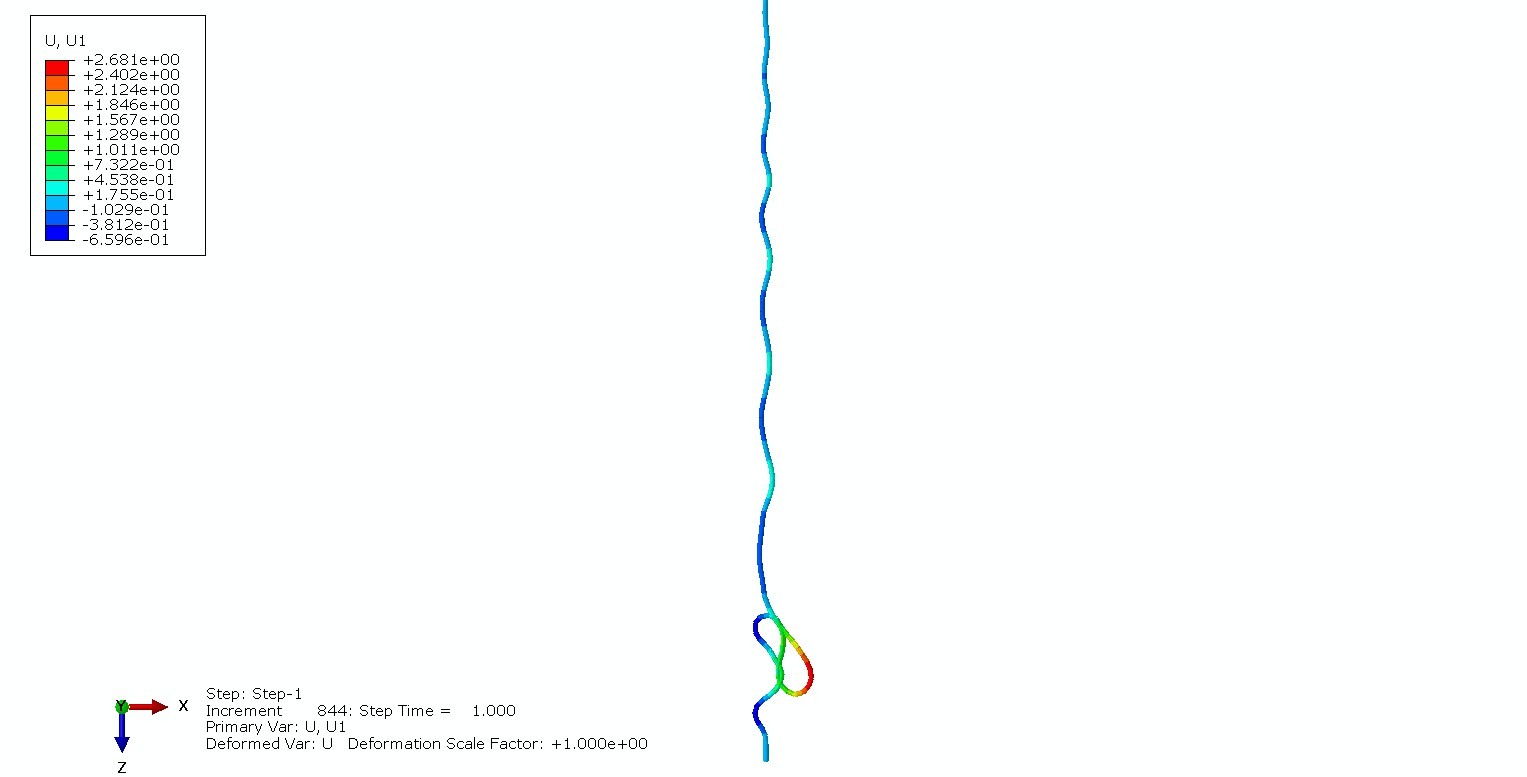 U, U1
+2.681e+00
+2.402e+00
+2.124e+00
+1.846e+00
+1.567e+00
+1.289e+00
+1.011e+00
+7.322e-01
+4.538e-01
+1.755e-01
-1.029e-01
-3.812e-01
-6.596e-01
Y
X
Z
Step: Step-1
Increment 844: Step Time = 1.000
Primary Var: U, U1
Deformed Var: U Deformation Scale Factor: +1.000e+00